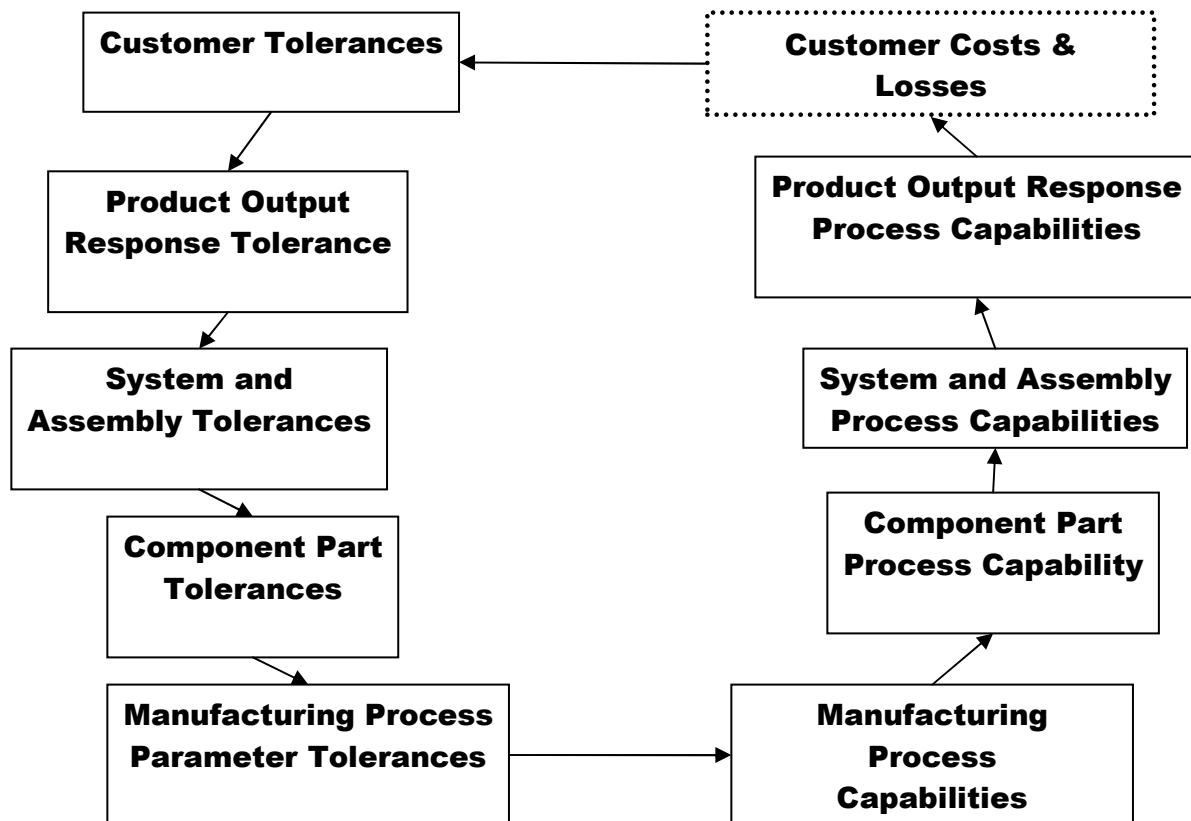 Customer Tolerances
Customer Costs &
Losses
Product Output
Response Tolerance
Product Output Response
Process Capabilities
System and
Assembly Tolerances
System and Assembly
Process Capabilities
Component Part
Tolerances
Component Part
Process Capability
Manufacturing Process
Parameter Tolerances
Manufacturing
Process
Capabilities